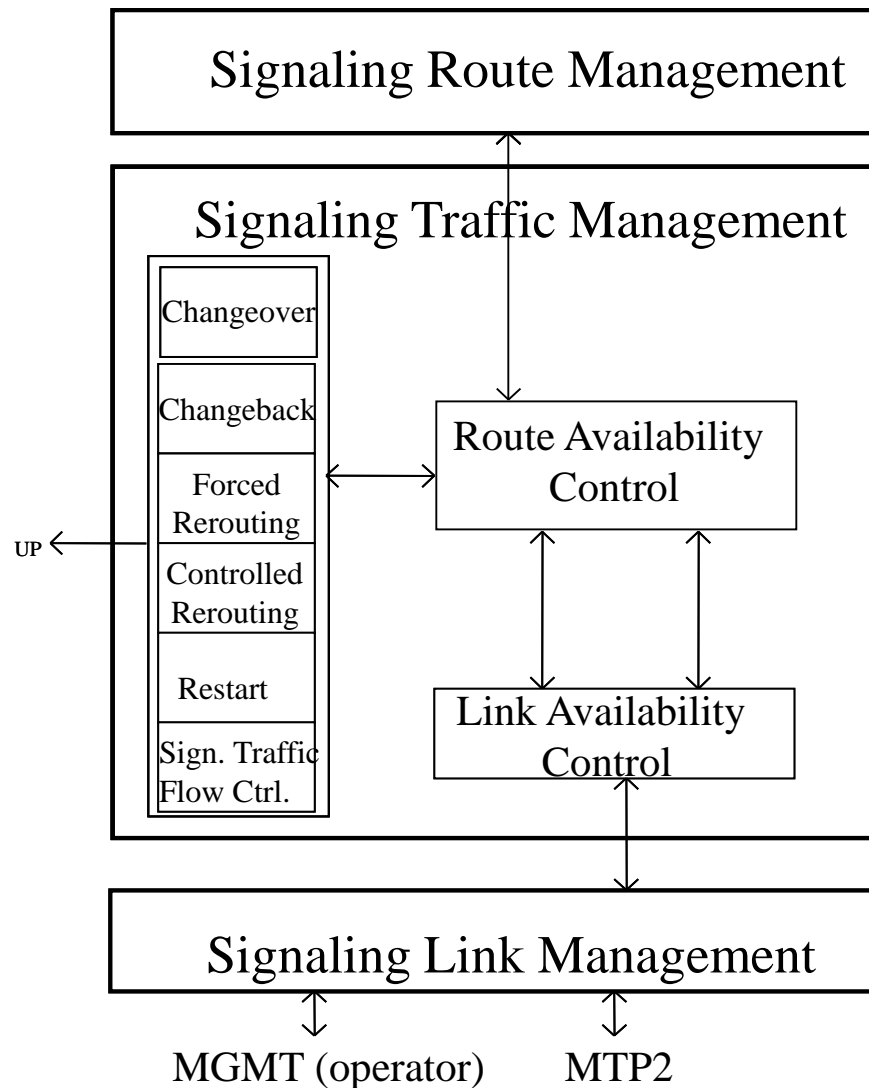 Signaling Route Management
Signaling Traffic Management
Changeover
Changeback
Forced
Rerouting
Controlled
Rerouting
Restart
Sign. Traffic
Flow Ctrl.
UP
Route Availability
Control
Link Availability
Control
Signaling Link Management
MGMT (operator)
MTP2